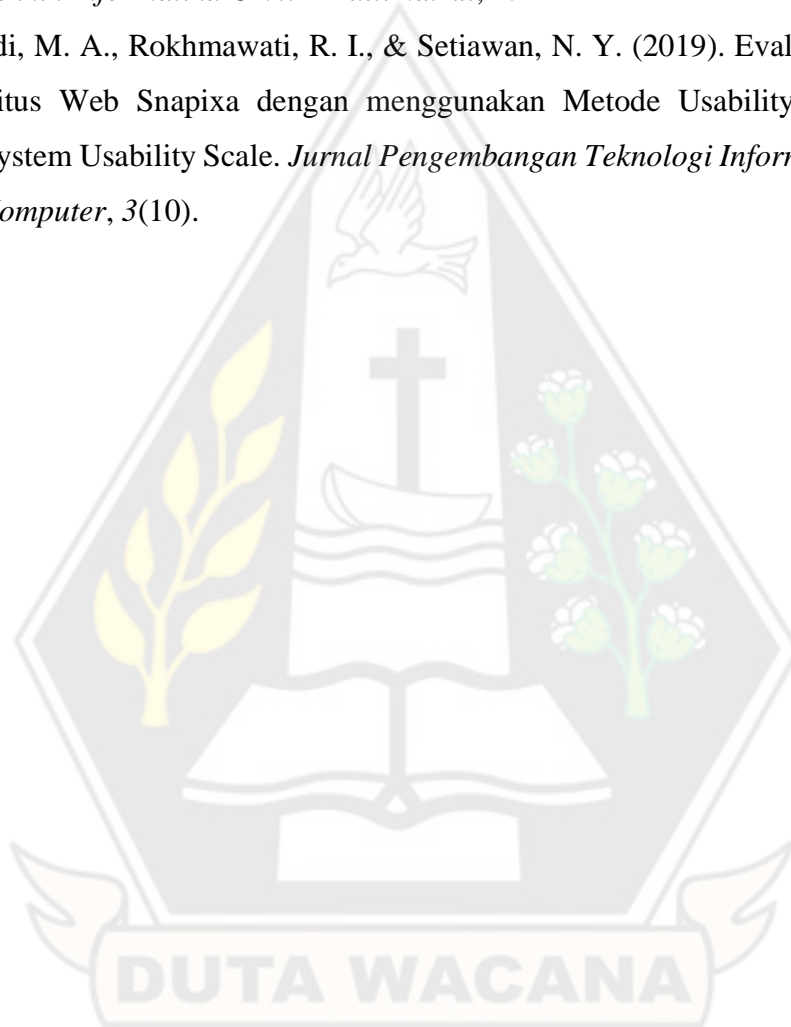 di, M. A., Rokhmawati, R. I., & Setiawan, N. Y. (2019). Eval
itus Web Snapixa dengan menggunakan Metode Usability
ystem Usability Scale. Jurnal Pengembangan Teknologi Inforr
omputer, 3(10).
DUTA WACANA